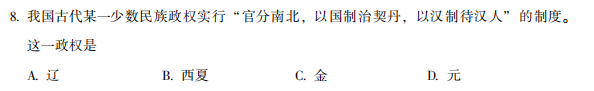 8. 我国古代某一少数民族政权实行“官分南北，以国制治契丹，以汉制待汉人”的制度。
这一政权是
A. 辽 B. 西夏 C. 金 D. 元